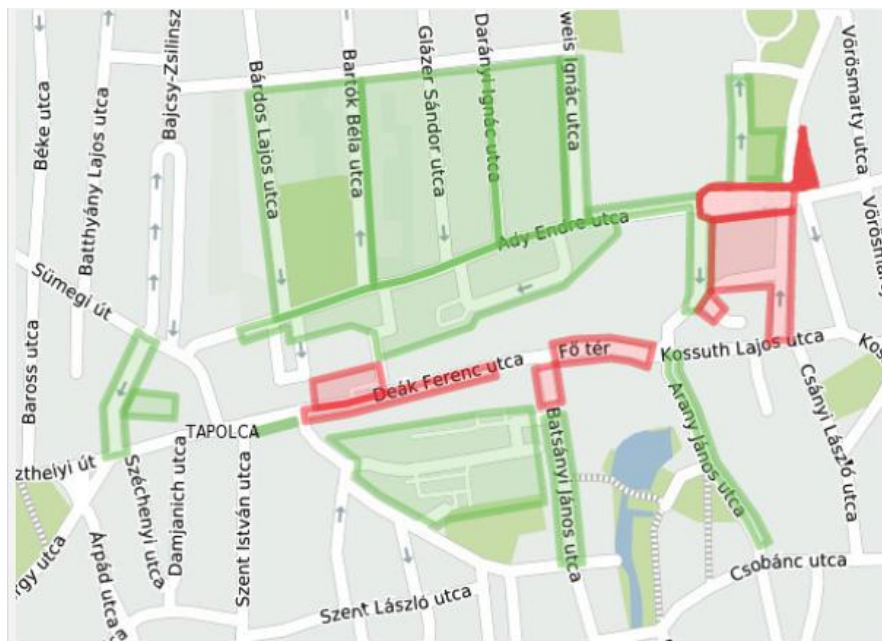 Béke utca
Batthyány Lajos utca
Bajcsy-Zsilinsz
Bárdos Lajos utca
Bartók Béla utca
Glázer Sándor utca
Darányi Ignác utca
weis Ignác utca
Vörösmarty utca
Vörösmarty
Ady Endre utca
Sümegi út
Baross utca
Deák Ferenc utca
Fő tér
Kossuth Lajos utca
Kos
TAPOLCA
zthelyi út
Széchenyi utca
Damjanich utca
Szent István utca
Batsányi János utca
Arany János utca
Csányi László utca
rgy utca
Árpád utca
Szent László utca
Csobánc utca